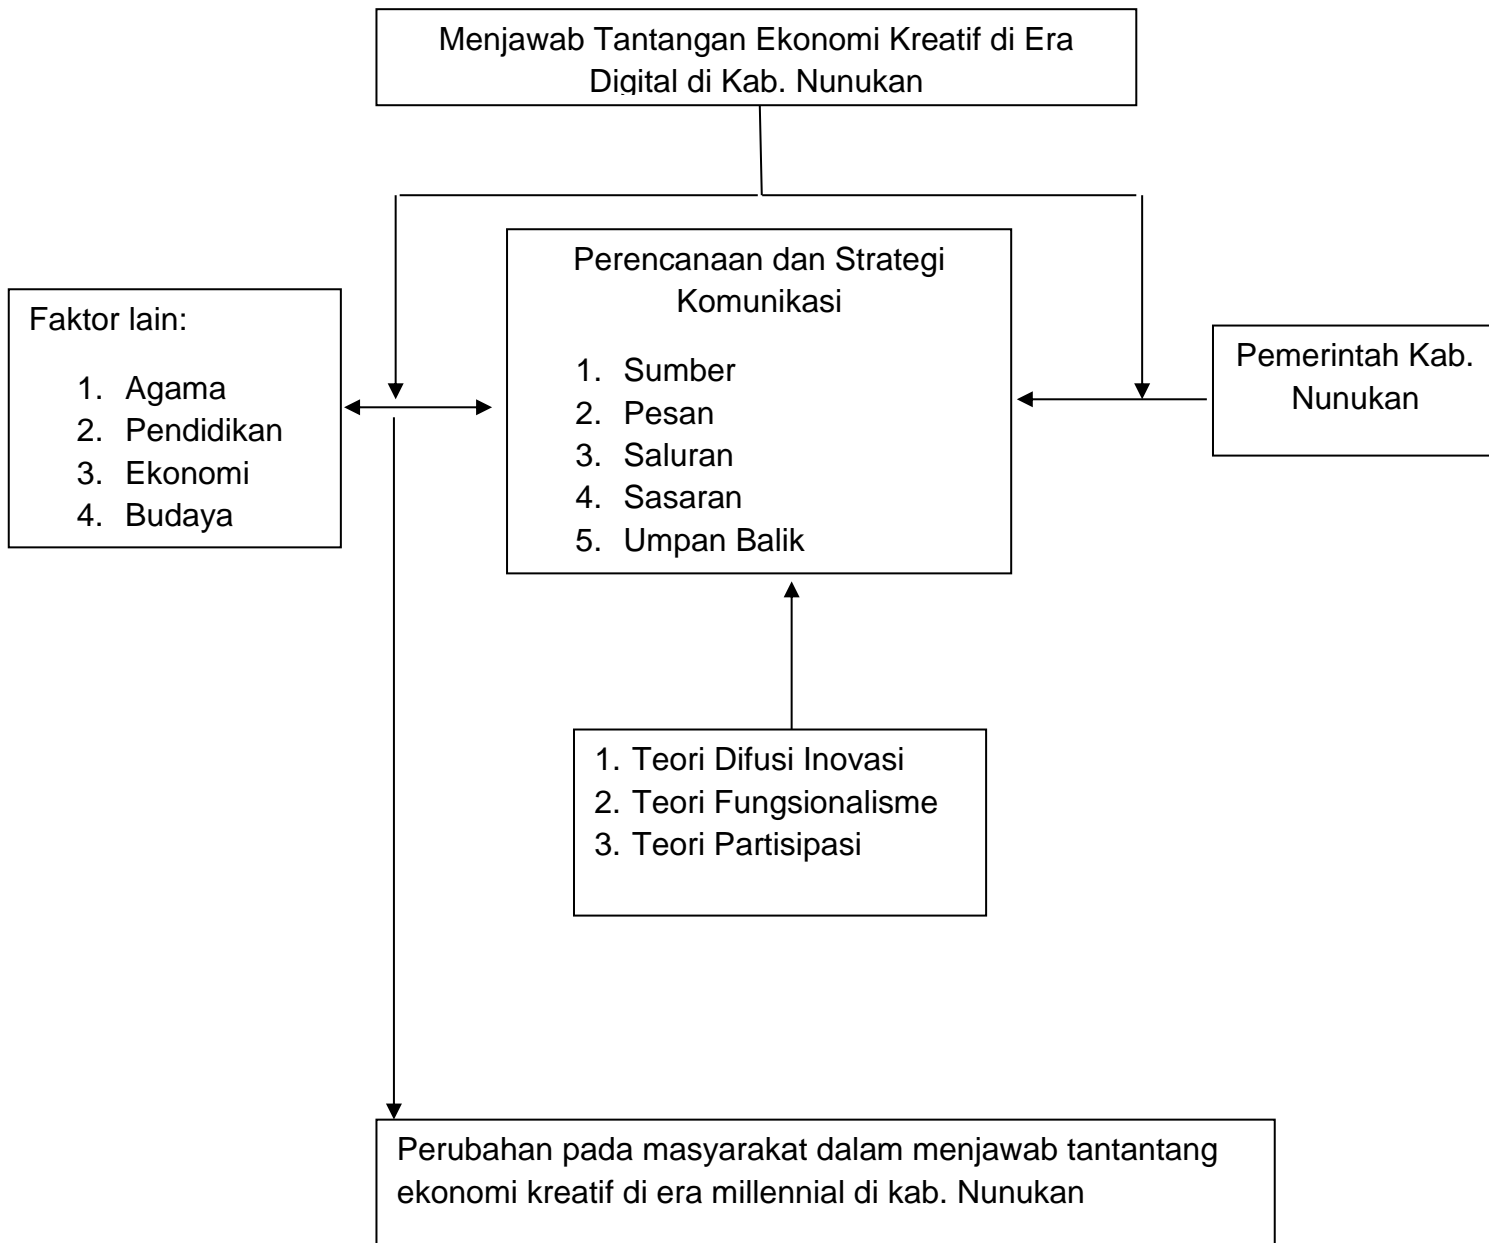 Menjawab Tantangan Ekonomi Kreatif di Era
Digital di Kab. Nunukan
Perencanaan dan Strategi
Komunikasi
1. Sumber
2. Pesan
3. Saluran
4. Sasaran
5. Umpan Balik
Faktor lain:
1. Agama
2. Pendidikan
3. Ekonomi
4. Budaya
Pemerintah Kab.
Nunukan
1. Teori Difusi Inovasi
2. Teori Fungsionalisme
3. Teori Partisipasi
Perubahan pada masyarakat dalam menjawab tantantang
ekonomi kreatif di era millennial di kab. Nunukan